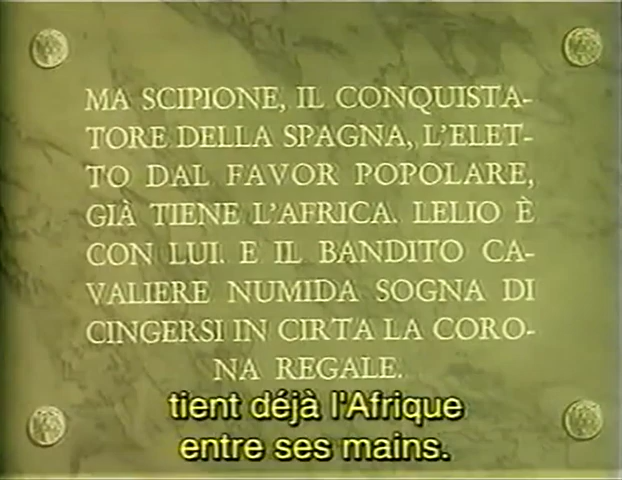 MA SCIPIONE, IL CONQUISTA-
TORE DELLA SPAGNA, L'ELET-
TO DAL FAVOR POPOLARE,
GIÀ TIENE L'AFRICA. LELIO È
CON LUI. E IL BANDITO CA-
VALIERE NUMIDA SOGNA DI
CINGERSI IN CIRTA LA CORO-
NA REGALE.
tient déjà l'Afrique
entre ses mains.